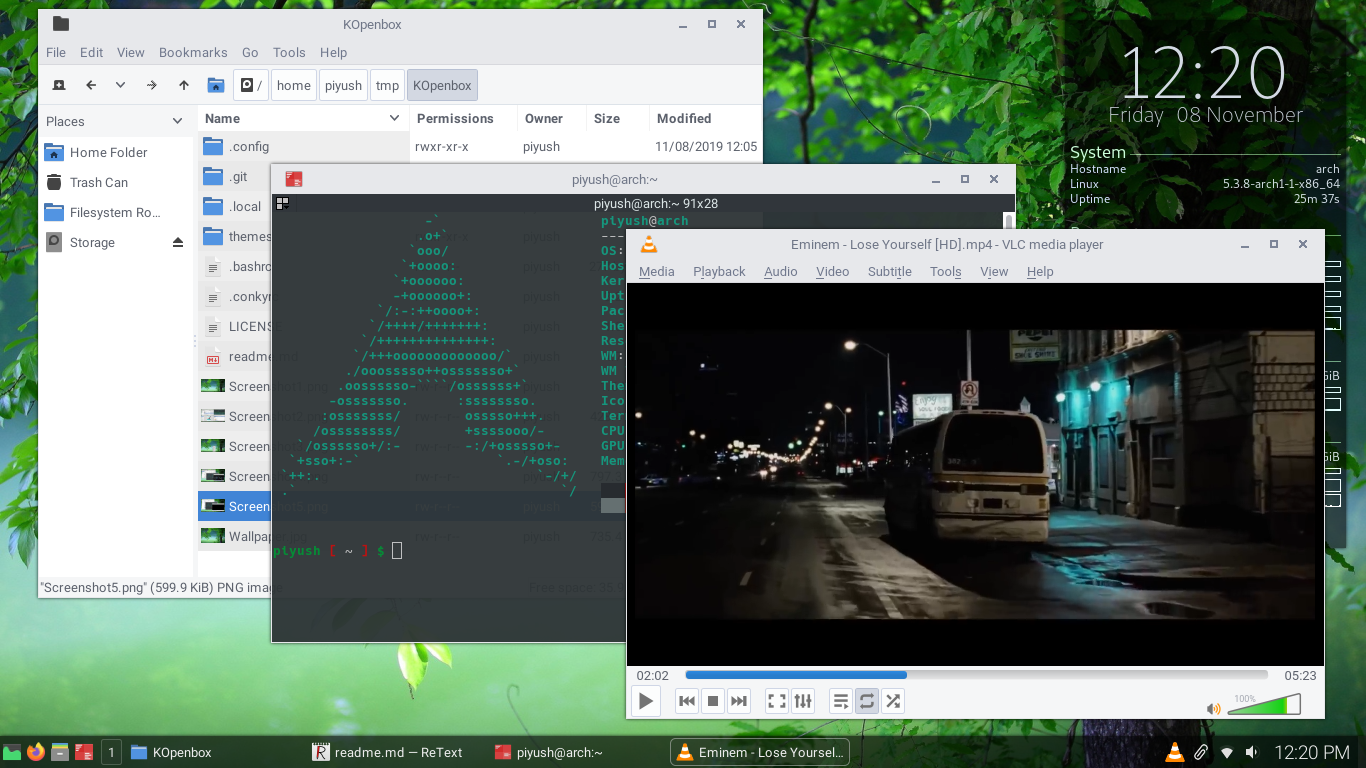 KOpenbox
File Edit View Bookmarks Go Tools Help
/ home piyush tmp KOpenbox
Places
Home Folder
Trash Can
Filesystem Ro...
Storage
Name Permissions Owner Size Modified
.config rwxr-xr-x piyush 11/08/2019 12:05
.git
.local
themes
.bashrc
.conky
LICENS
readme.md
Screen
Screen
Screen
Screen
Screen
Wallpa
"Screenshot5.png" (599.9 KiB) PNG imag
piyush@arch:~
piyush@arch:~ 91x28
piyush@arch
---
OS:
Hos
Ker
Upt
Pac
She
Res
WM:
WM
The
Ico
Ter
CPU
GPU
Mem
piyush [ ~ ] $
Eminem - Lose Yourself [HD].mp4 - VLC media player
Media Playback Audio Video Subtitle Tools View Help
02:02 05:23
100%
12:20
Friday 08 November
System
Hostname arch
Linux 5.3.8-arch1-1-x86_64
Uptime 25m 37s
GiB
GiB
1 KOpenbox readme.md — ReText piyush@arch:~ Eminem - Lose Yoursel... 12:20 PM